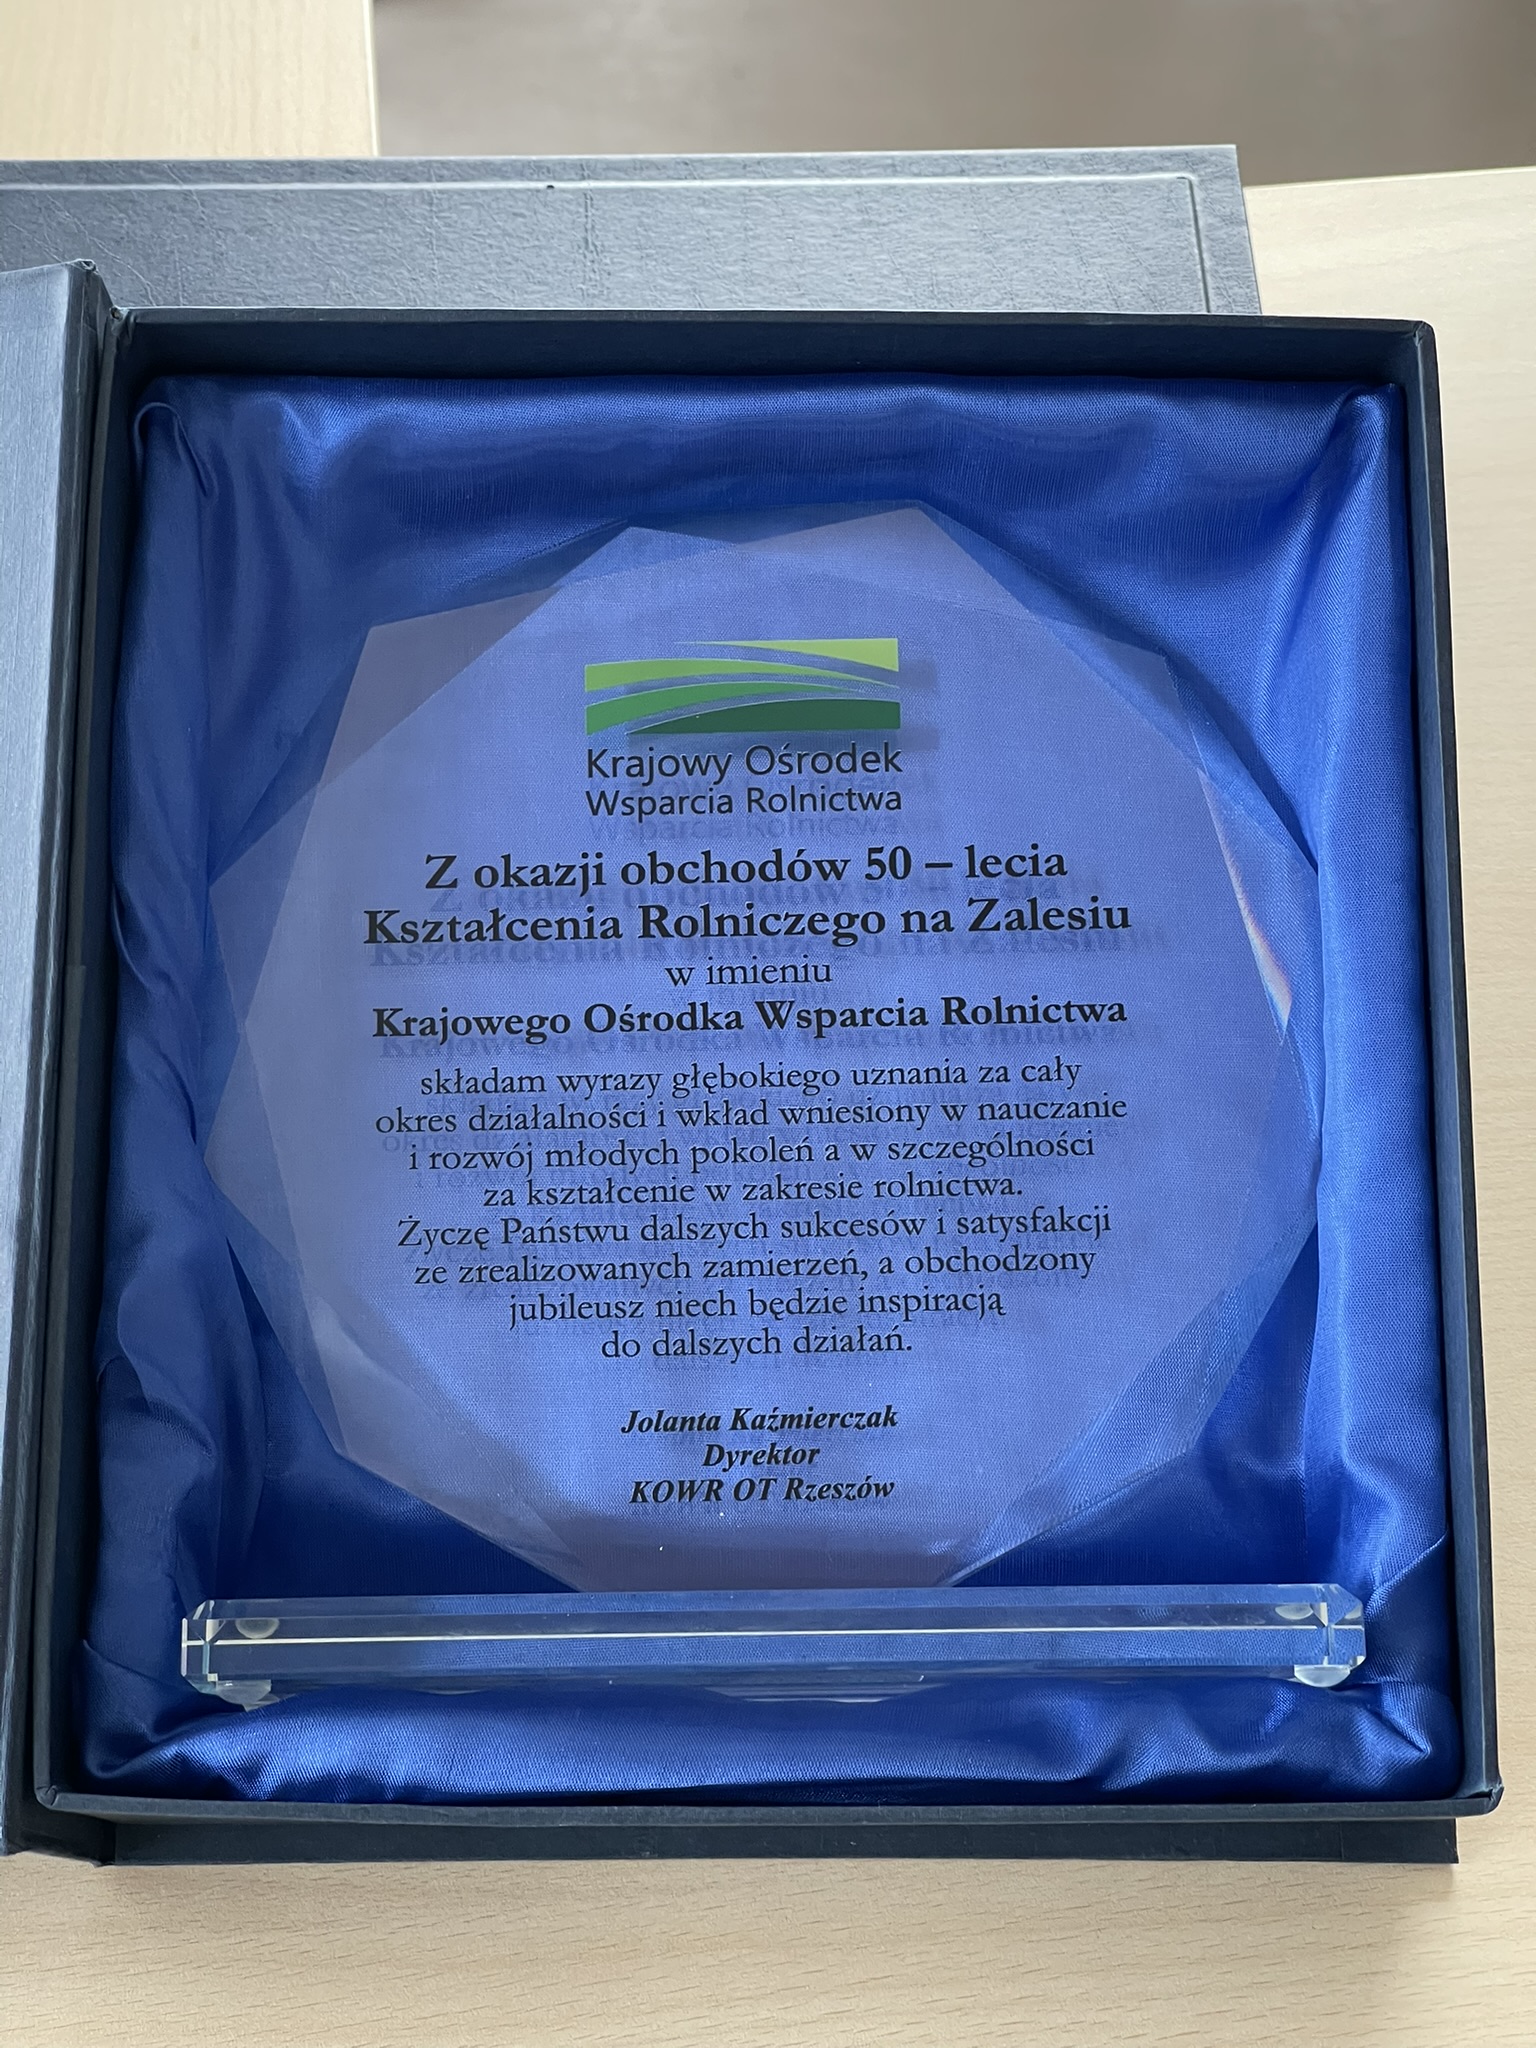 Krajowy Ośrodek
Wsparcia Rolnictwa
Z okazji obchodów 50 – lecia
Kształcenia Rolniczego na Zalesiu
w imieniu
Krajowego Ośrodka Wsparcia Rolnictwa
składam wyrazy głębokiego uznania za cały
okres działalności i wkład wniesiony w nauczanie
i rozwój młodych pokoleń a w szczególności
za kształcenie w zakresie rolnictwa.
Życzę Państwu dalszych sukcesów i satysfakcji
ze zrealizowanych zamierzeń, a obchodzony
jubileusz niech będzie inspiracją
do dalszych działań.
Jolanta Kaźmierczak
Dyrektor
KOWR OT Rzeszów